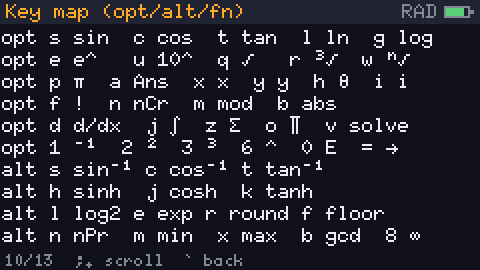 Key map (opt/alt/fn) RAD
opt s sin c cos t tan l ln g log
opt e e^ u 10^ q √ r ³√ w ⁿ√
opt p π a Ans x x y y h θ i i
opt f ! n nCr m mod b abs
opt d d/dx j ∫ z Σ o ∏ v solve
opt 1 ⁻¹ 2 ² 3 ³ 6 ^ 0 E = →
alt s sin⁻¹ c cos⁻¹ t tan⁻¹
alt h sinh j cosh k tanh
alt l log2 e exp r round f floor
alt n nPr m min x max b gcd 8 ∞
10/13 ;. scroll ` back